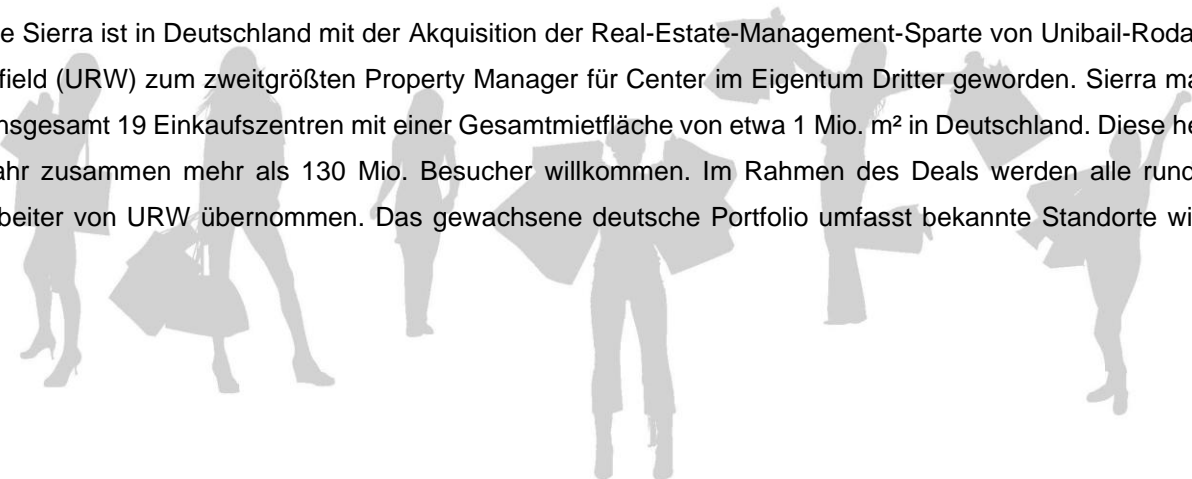 e Sierra ist in Deutschland mit der Akquisition der Real-Estate-Management-Sparte von Unibail-Roda
field (URW) zum zweitgrößten Property Manager für Center im Eigentum Dritter geworden. Sierra ma
nsgesamt 19 Einkaufszentren mit einer Gesamtmietfläche von etwa 1 Mio. m² in Deutschland. Diese he
ahr zusammen mehr als 130 Mio. Besucher willkommen. Im Rahmen des Deals werden alle rund
beiter von URW übernommen. Das gewachsene deutsche Portfolio umfasst bekannte Standorte wi